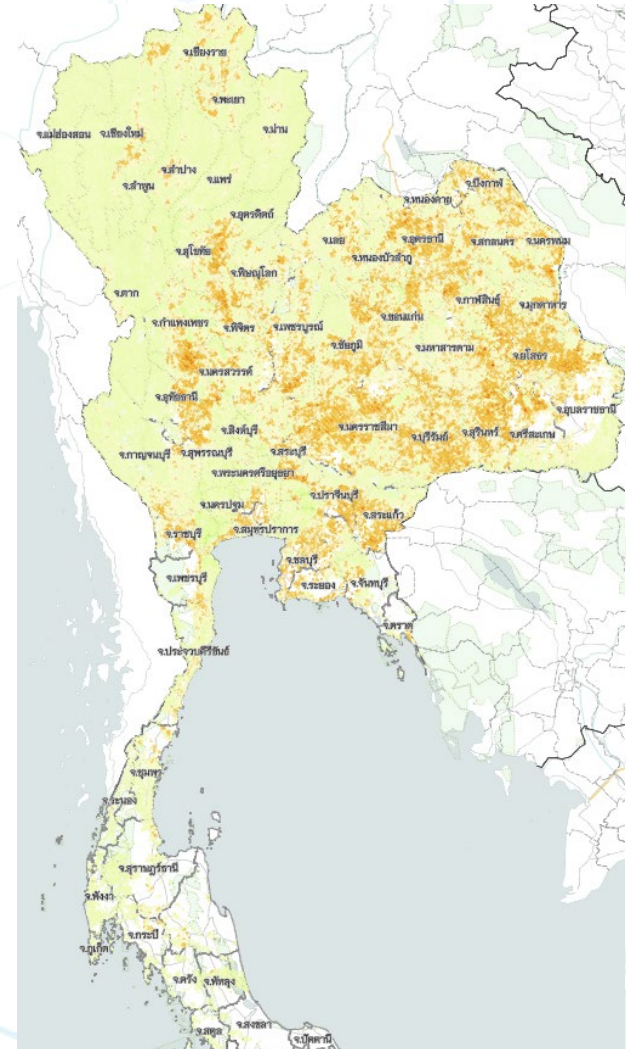 จ.เชียงราย
จ.พะเยา
จ.แม่ฮ่องสอน
จ.เชียงใหม่
จ.น่าน
จ.ลำปาง
จ.แพร่
จ.ลำพูน
จ.บึงกาฬ
จ.หนองคาย
จ.อุตรดิตถ์
จ.เลย
จ.อุดรธานี
จ.สกลนคร
จ.นครพนม
จ.สุโขทัย
จ.หนองบัวลำภู
จ.พิษณุโลก
จ.ตาก
จ.กาฬสินธุ์
จ.มุกดาหาร
จ.กำแพงเพชร
จ.พิจิตร
จ.เพชรบูรณ์
จ.ขอนแก่น
จ.ชัยภูมิ
จ.มหาสารคาม
จ.ยโสธร
จ.นครสวรรค์
จ.อุทัยธานี
จ.อุบลราชธานี
จ.สิงห์บุรี
จ.นครราชสีมา
จ.บุรีรัมย์
จ.สุรินทร์
จ.ศรีสะเกษ
จ.กาญจนบุรี
จ.สุพรรณบุรี
จ.สระบุรี
จ.พระนครศรีอยุธยา
จ.นครปฐม
จ.ปราจีนบุรี
จ.สระแก้ว
จ.ราชบุรี
จ.สมุทรปราการ
จ.ชลบุรี
จ.เพชรบุรี
จ.ระยอง
จ.จันทบุรี
จ.ตราด
จ.ประจวบคีรีขันธ์
จ.ชุมพร
จ.ระนอง
จ.สุราษฎร์ธานี
จ.พังงา
จ.กระบี่
จ.ภูเก็ต
จ.ตรัง
จ.พัทลุง
จ.สตูล
จ.สงขลา
จ.ปัตตานี